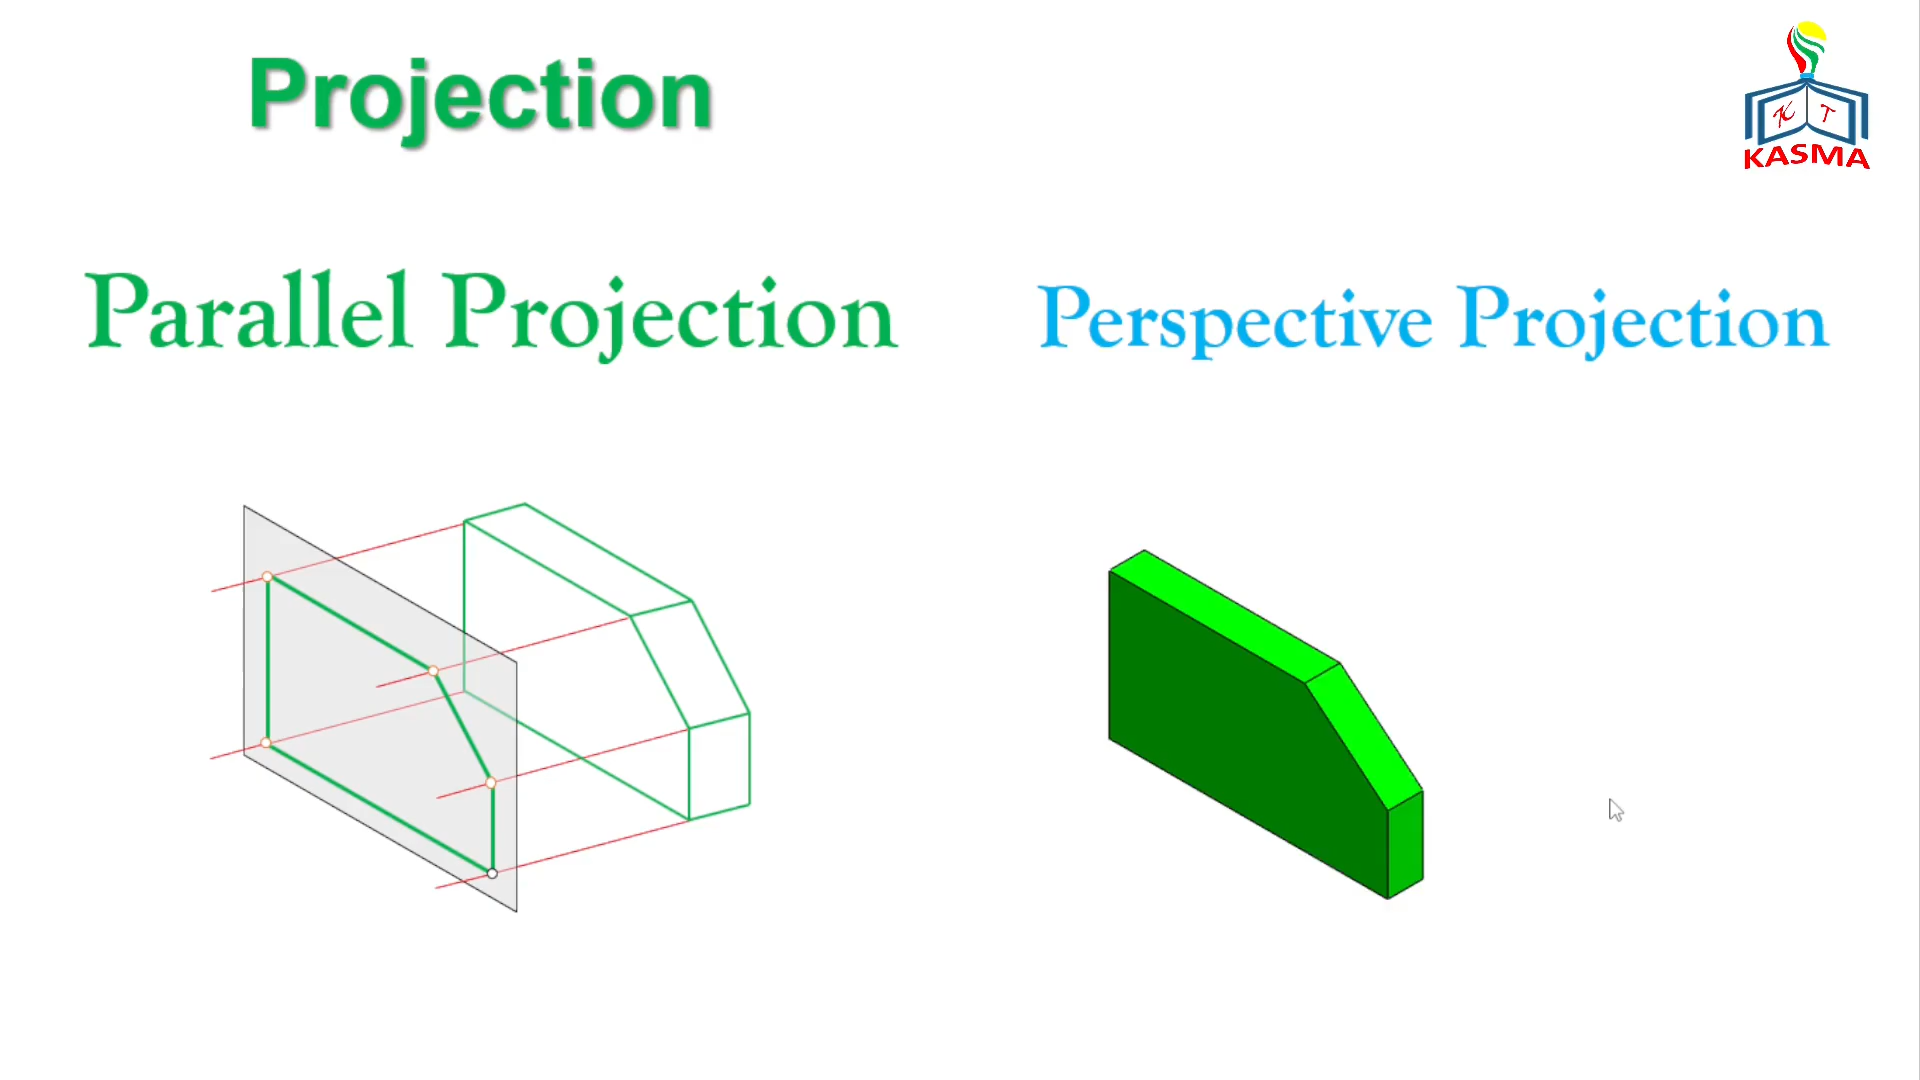 Projection
K T
KASMA
Parallel Projection
Perspective Projection